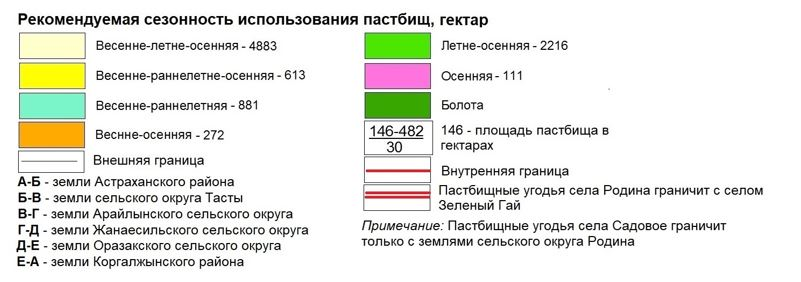 Рекомендуемая сезонность использования пастбищ, гектар
Весенне-летне-осенняя - 4883
Весенне-раннелетне-осенняя - 613
Весенне-раннелетняя - 881
Веснне-осенняя - 272
Внешняя граница
А-Б - земли Астраханского района
Б-В - земли сельского округа Тасты
В-Г - земли Арайлынского сельского округа
Г-Д - земли Жанаесильского сельского округа
Д-Е - земли Оразакского сельского округа
Е-А - земли Коргалжынского района
Летне-осенняя - 2216
Осенняя - 111
Болота
146-482
30
146 - площадь пастбища в
гектарах
Внутренняя граница
Пастбищные угодья села Родина граничит с селом
Зеленый Гай
Примечание: Пастбищные угодья села Садовое граничит
только с землями сельского округа Родина